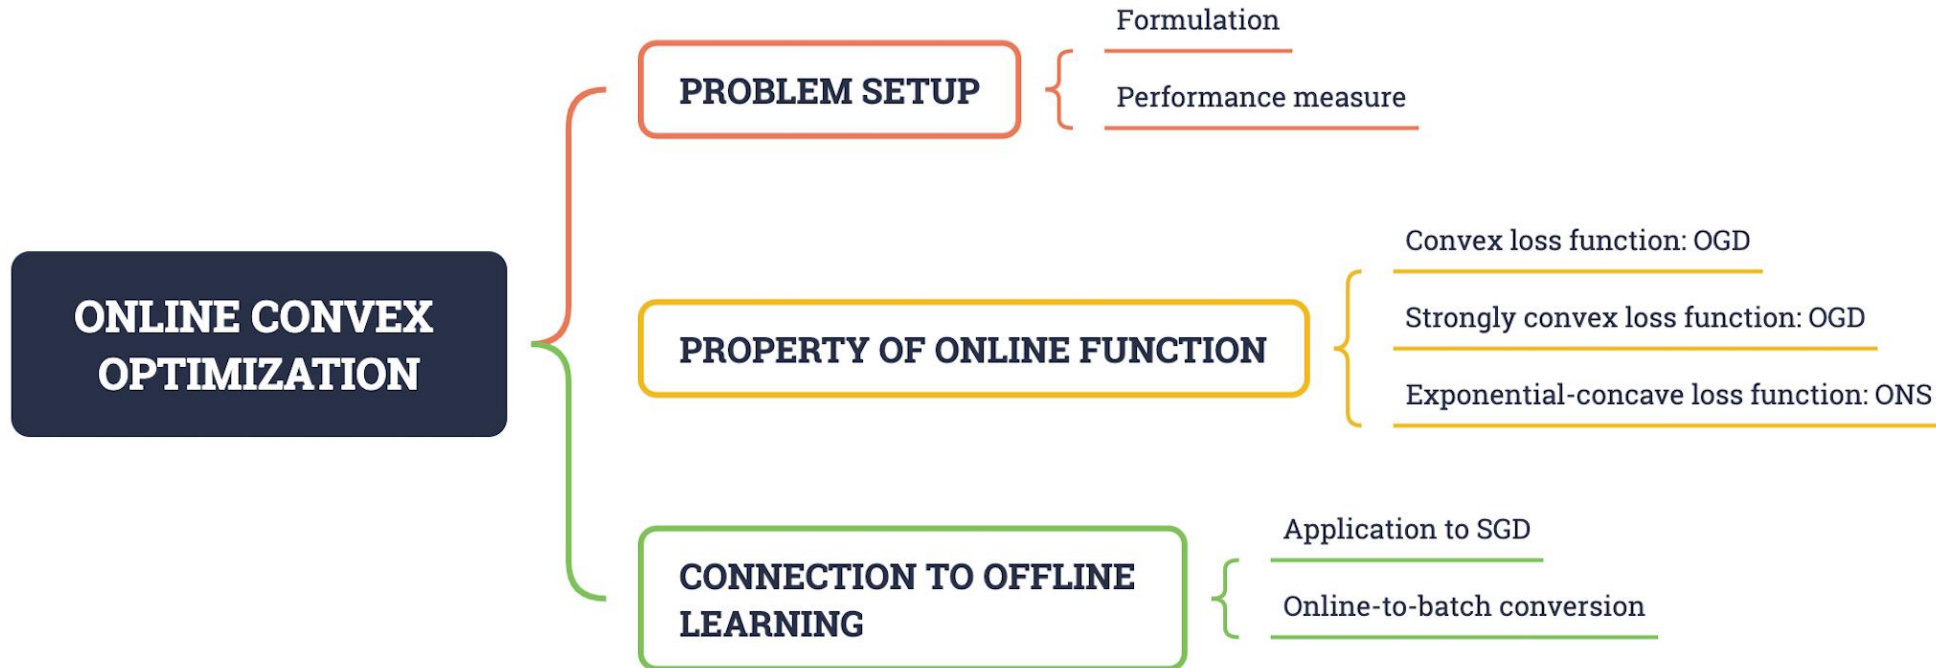 ONLINE CONVEX
OPTIMIZATION
PROBLEM SETUP
Formulation
Performance measure
PROPERTY OF ONLINE FUNCTION
Convex loss function: OGD
Strongly convex loss function: OGD
Exponential-concave loss function: ONS
CONNECTION TO OFFLINE
LEARNING
Application to SGD
Online-to-batch conversion